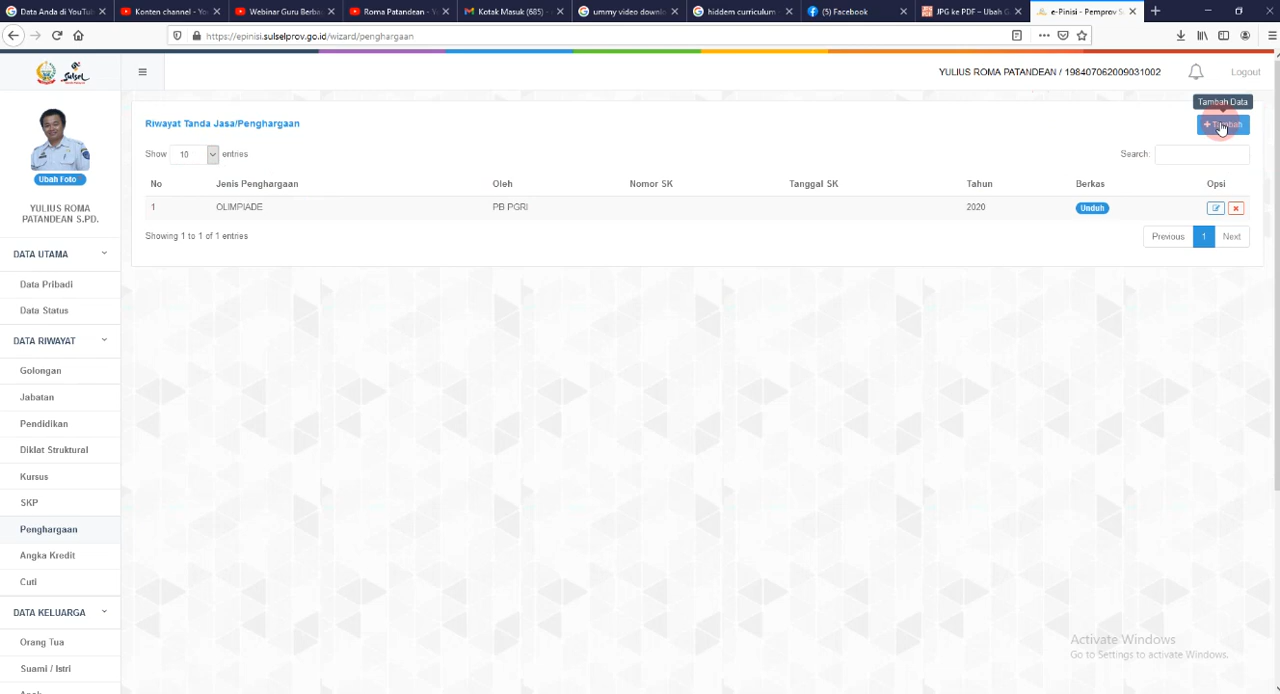 Data Anda di YouTub
Konten channel - Yo
Webinar Guru Berba
Roma Patandean - 
Kotak Masuk (685) -
ummy video downlo
hiddem curriculum -
(5) Facebook
JPG ke PDF – Ubah G
e-Pinisi - Pemprov S
https://epinisi.sulselprov.go.id/wizard/penghargaan
Sulsel
YULIUS ROMA PATANDEAN / 198407062009031002
Logout
Tambah Data
Riwayat Tanda Jasa/Penghargaan
+ Tambah
Show 10 entries
Search:
No Jenis Penghargaan Oleh Nomor SK Tanggal SK Tahun Berkas Opsi
1 OLIMPIADE PB PGRI 2020 Unduh
Showing 1 to 1 of 1 entries
Previous 1 Next
Ubah Foto
YULIUS ROMA
PATANDEAN S.PD.
DATA UTAMA
Data Pribadi
Data Status
DATA RIWAYAT
Golongan
Jabatan
Pendidikan
Diklat Struktural
Kursus
SKP
Penghargaan
Angka Kredit
Cuti
DATA KELUARGA
Orang Tua
Suami / Istri
Activate Windows
Go to Settings to activate Windows.